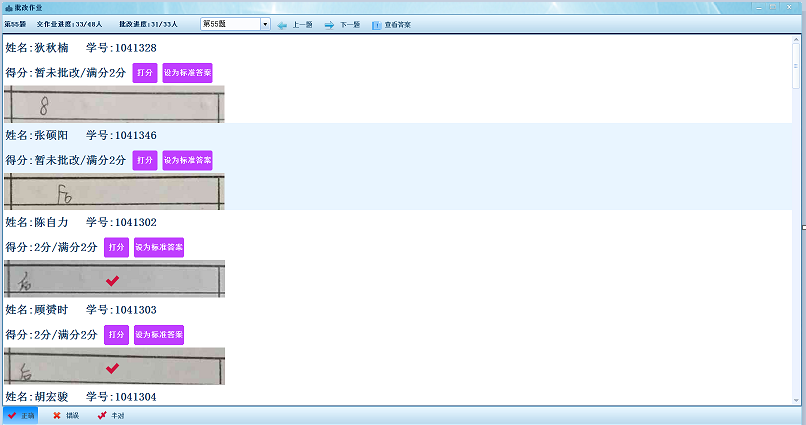 批改作业
第55题 交作业进度:33/48人 批改进度:31/33人 第55题 上一题 下一题 查看答案
姓名:狄秋楠 学号:1041328
得分:暂未批改/满分2分 打分 设为标准答案
8
姓名:张硕阳 学号:1041346
得分:暂未批改/满分2分 打分 设为标准答案
姓名:陈自力 学号:1041302
得分:2分/满分2分 打分 设为标准答案
后
姓名:顾赟时 学号:1041303
得分:2分/满分2分 打分 设为标准答案
后
姓名:胡宏骏 学号:1041304
正确 错误 半对